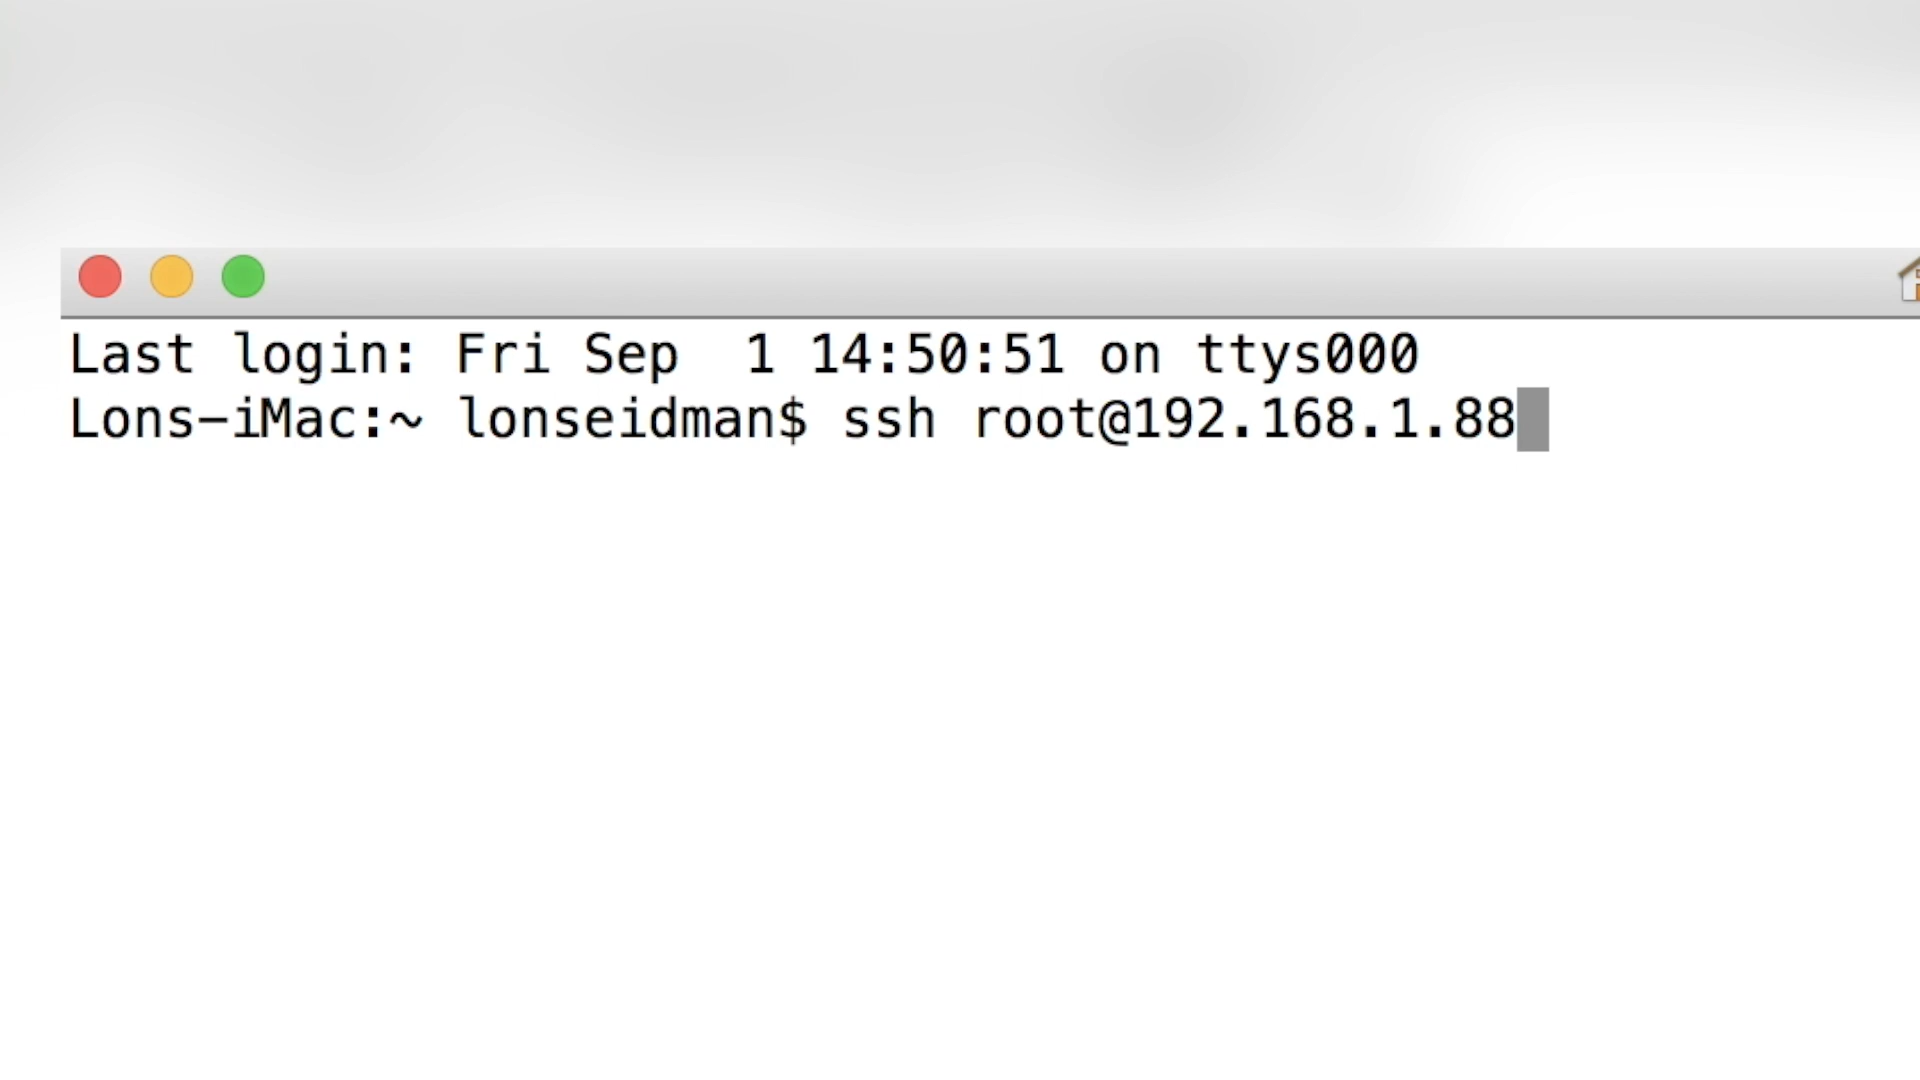 Last login: Fri Sep  1 14:50:51 on ttys000
Lons-iMac:~ lonseidman$ ssh root@192.168.1.88